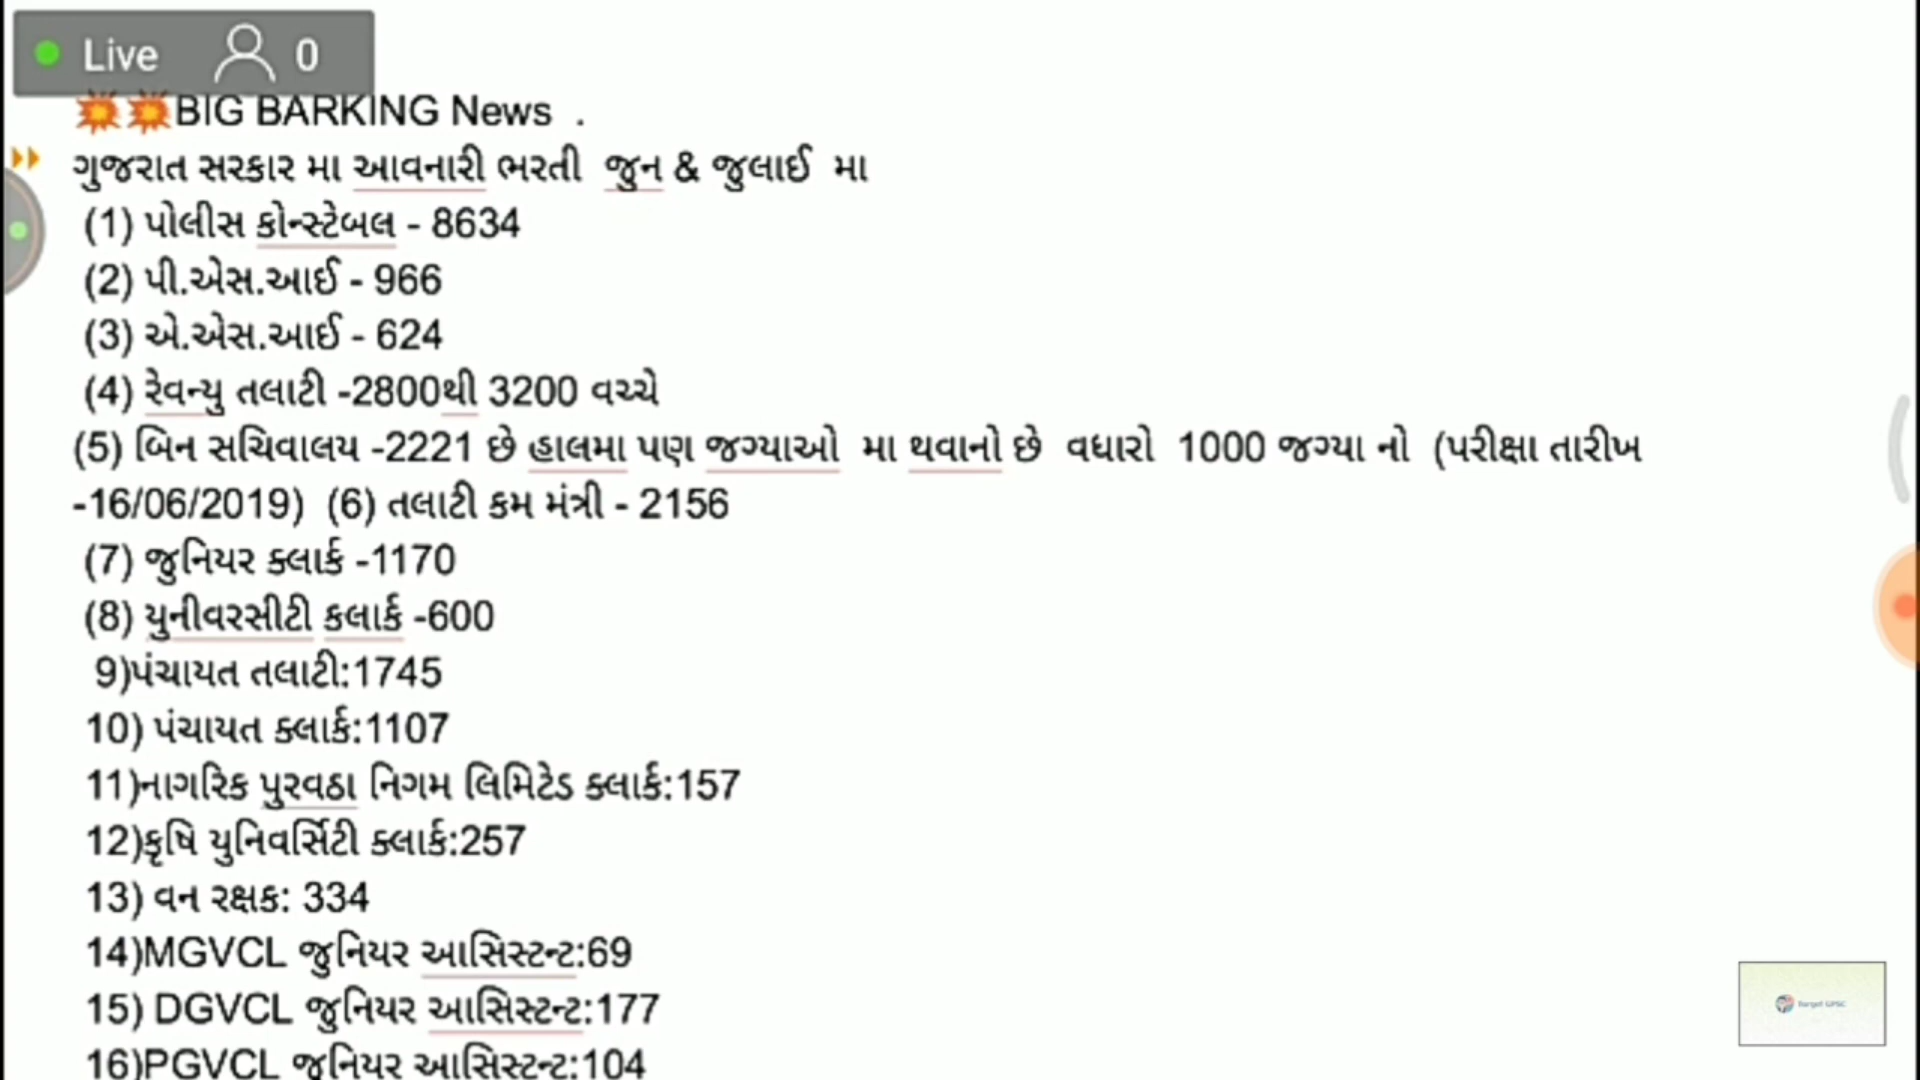 Live 0
💥💥BIG BARKING News .
ગુજરાત સરકાર મા આવનારી ભરતી જુન & જુલાઈ મા
(1) પોલીસ કોન્સ્ટેબલ - 8634
(2) પી.એસ.આઈ - 966
(3) એ.એસ.આઈ - 624
(4) રેવન્યુ તલાટી -2800થી 3200 વચ્ચે
(5) બિન સચિવાલય -2221 છે હાલમા પણ જગ્યાઓ મા થવાનો છે વધારો 1000 જગ્યા નો (પરીક્ષા તારીખ
-16/06/2019) (6) તલાટી કમ મંત્રી - 2156
(7) જુનિયર ક્લાર્ક -1170
(8) યુનીવરસીટી કલાર્ક -600
9)પંચાયત તલાટી:1745
10) પંચાયત ક્લાર્ક:1107
11)નાગરિક પુરવઠા નિગમ લિમિટેડ ક્લાર્ક:157
12)કૃષિ યુનિવર્સિટી ક્લાર્ક:257
13) વન રક્ષક: 334
14)MGVCL જુનિયર આસિસ્ટન્ટ:69
15) DGVCL જુનિયર આસિસ્ટન્ટ:177
16)PGVCL જુનિયર આસિસ્ટન્ટ:104
Target GPSC